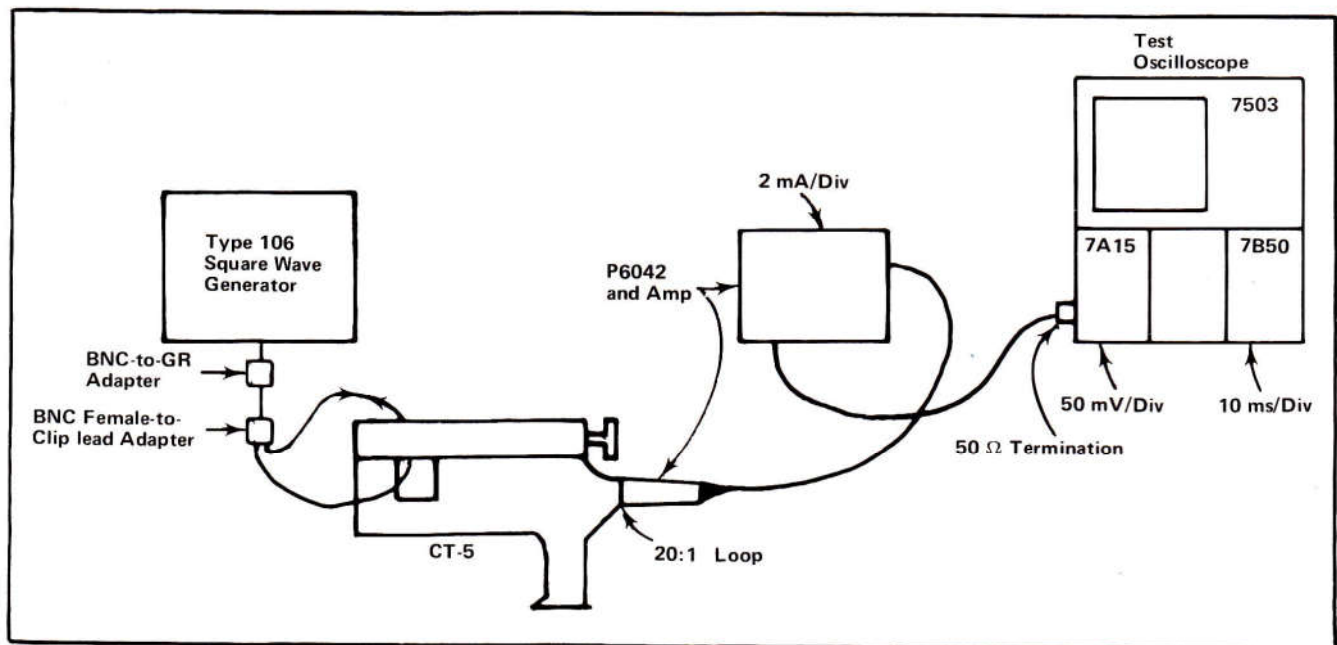 Test
Oscilloscope
7503
2 mA/Div
Type 106
Square Wave
Generator
7A15
7B50
P6042
and Amp
BNC-to-GR
Adapter
BNC Female-to-
Clip lead Adapter
50 mV/Div
10 ms/Div
50 Ω Termination
CT-5
20:1 Loop